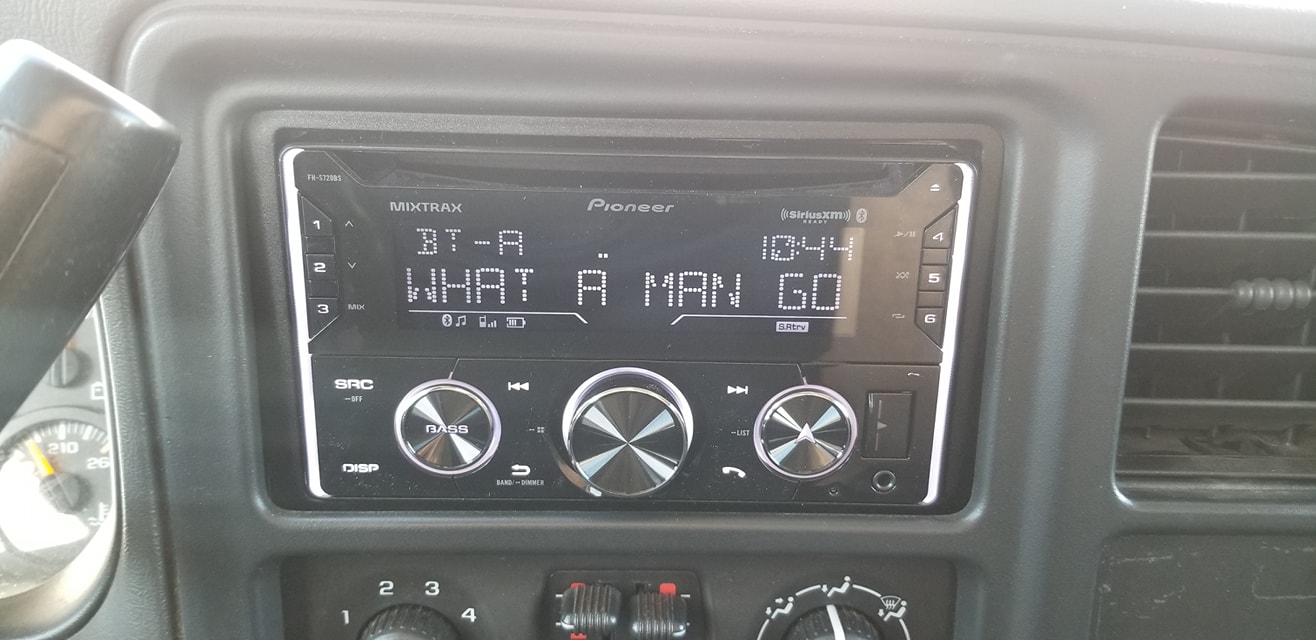 FH-S720BS
MIXTRAX Pioneer ((SiriusXM))
READY
1 4
BT-A 10:44
2 5
WHAT Ä MAN GO
3 MIX 6
S.Rtrv
SRC
-OFF
BASS
-LIST
DISP
BAND/-DIMMER
210
26
1 2 3 4